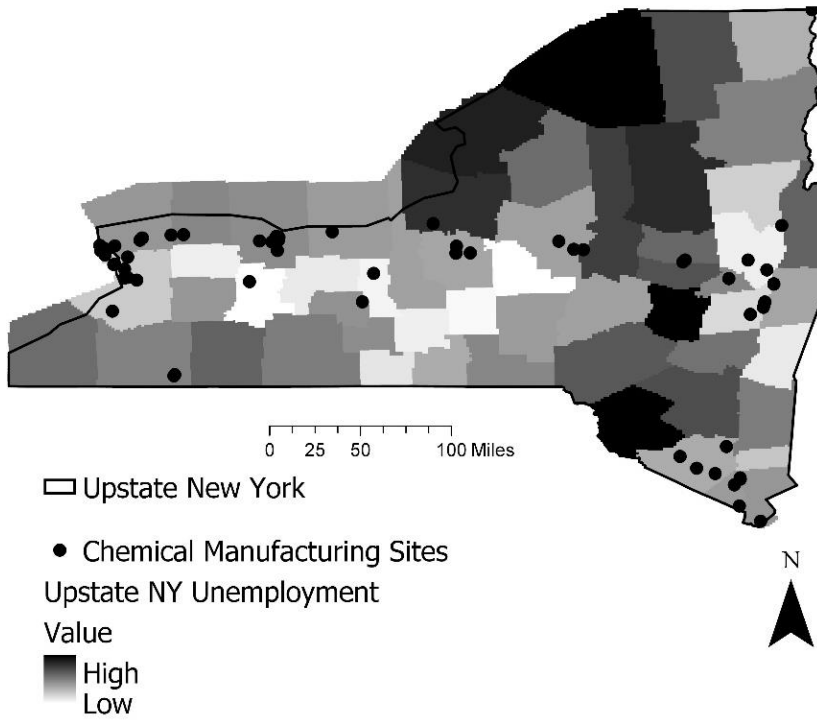 0 25 50 100 Miles
Upstate New York
Chemical Manufacturing Sites
N
Upstate NY Unemployment
Value
High
Low